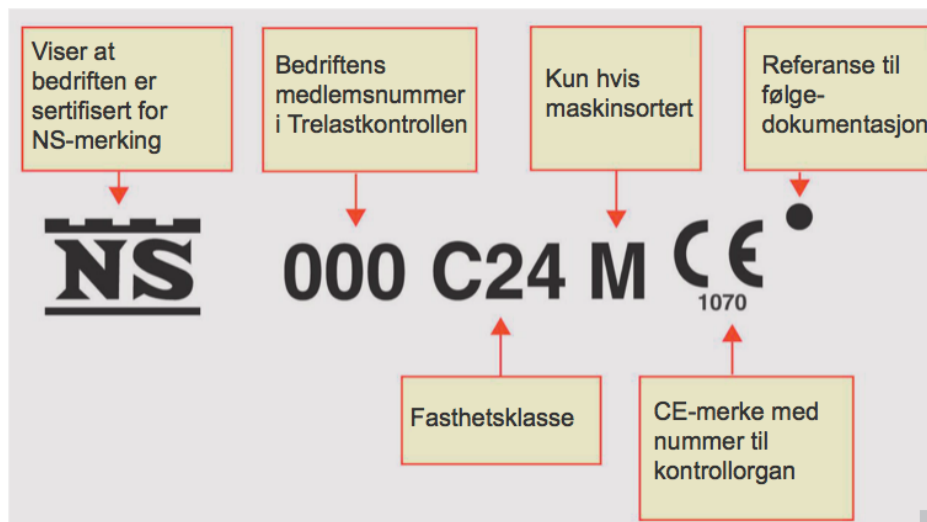 Viser at
bedriften er
sertifisert for
NS-merking
Bedriftens
medlemsnummer
i Trelastkontrollen
Kun hvis
maskinsortert
Referanse til
følge-
dokumentasjon
NS 000 C24 M CE
1070
Fasthetsklasse
CE-merke med
nummer til
kontrollorgan